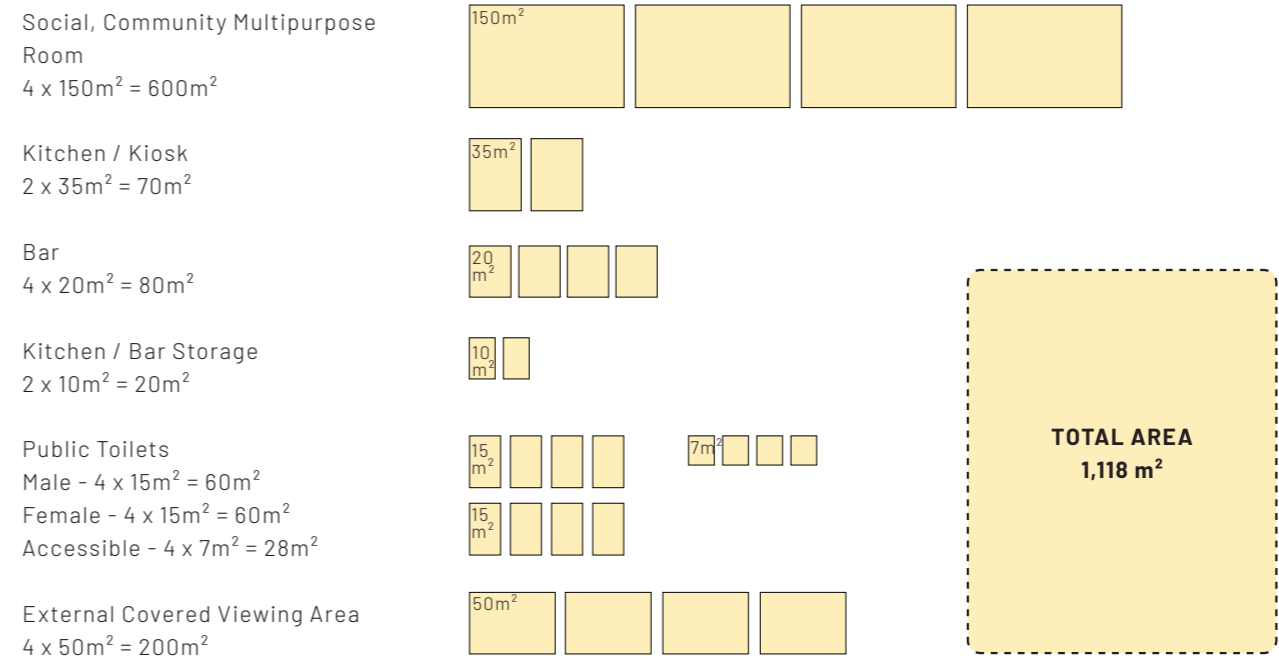 Social, Community Multipurpose
Room
4 x 150m² = 600m²
150m²
Kitchen / Kiosk
2 x 35m² = 70m²
35m²
Bar
4 x 20m² = 80m²
20
m²
Kitchen / Bar Storage
2 x 10m² = 20m²
10
m²
Public Toilets
Male - 4 x 15m² = 60m²
Female - 4 x 15m² = 60m²
Accessible - 4 x 7m² = 28m²
15
m²
7m²
15
m²
External Covered Viewing Area
4 x 50m² = 200m²
50m²
TOTAL AREA
1,118 m²